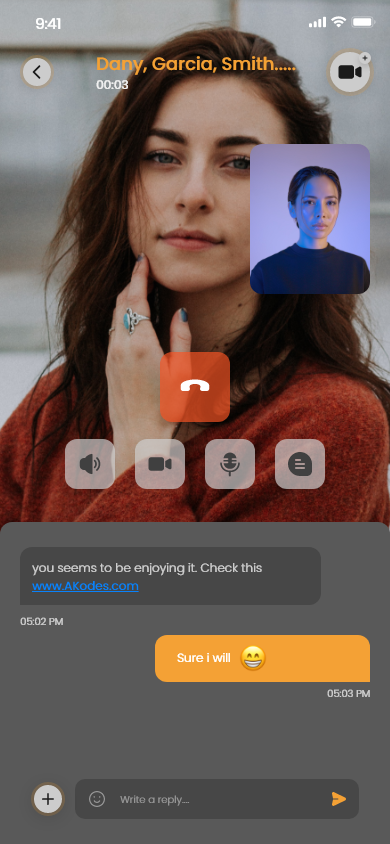 9:41
Dany, Garcia, Smith.....
00:03
you seems to be enjoying it. Check this
www.AKodes.com
05:02 PM
Sure i will 😁
05:03 PM
Write a reply...